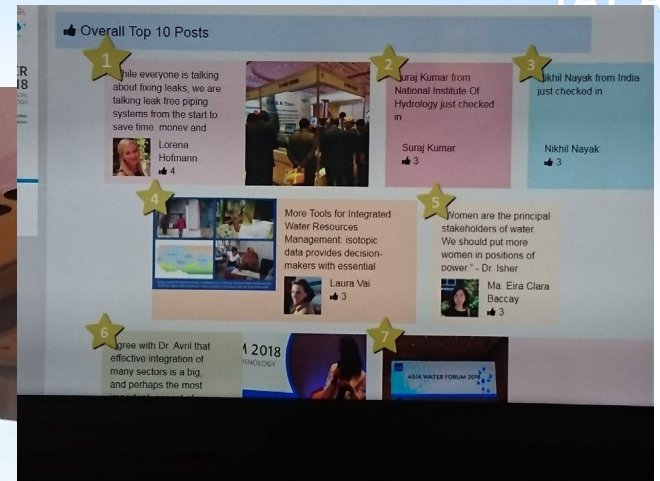 Overall Top 10 Posts
1
hile everyone is talking
about fixing leaks, we are
talking leak free piping
systems from the start to
save time, money and
Lorena
Hofmann
4
2
uraj Kumar from
National Institute Of
Hydrology just checked
in
Suraj Kumar
3
3
ikhil Nayak from India
just checked in
Nikhil Nayak
3
4
More Tools for Integrated
Water Resources
Management: isotopic
data provides decision-
makers with essential
Laura Vai
3
5
Women are the principal
stakeholders of water.
We should put more
women in positions of
power." - Dr. Isher
Ma. Eira Clara
Baccay
3
6
gree with Dr. Avril that
effective integration of
many sectors is a big,
and perhaps the most
2018
HNOLOGY
7
ASIA WATER FORUM 2018